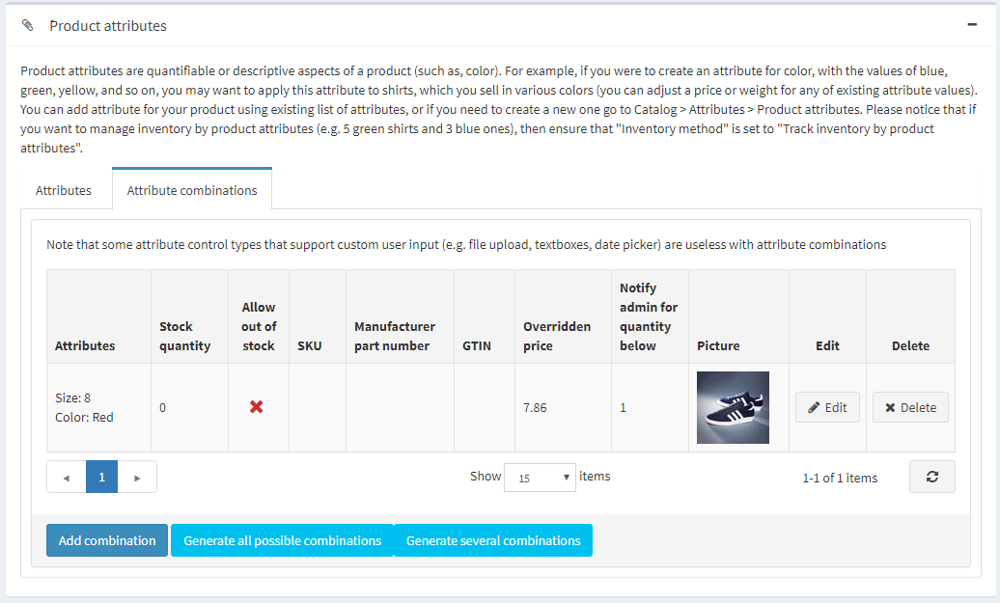 Product attributes
Product attributes are quantifiable or descriptive aspects of a product (such as, color). For example, if you were to create an attribute for color, with the values of blue,
green, yellow, and so on, you may want to apply this attribute to shirts, which you sell in various colors (you can adjust a price or weight for any of existing attribute values).
You can add attribute for your product using existing list of attributes, or if you need to create a new one go to Catalog > Attributes > Product attributes. Please notice that if
you want to manage inventory by product attributes (e.g. 5 green shirts and 3 blue ones), then ensure that "Inventory method" is set to "Track inventory by product
attributes".
Attributes
Attribute combinations
Note that some attribute control types that support custom user input (e.g. file upload, textboxes, date picker) are useless with attribute combinations
Attributes
Stock
quantity
Allow
out of
stock
SKU
Manufacturer
part number
GTIN
Overridden
price
Notify
admin for
quantity
below
Picture
Edit
Delete
Size: 8
Color: Red
0
7.86
1
Edit
Delete
1
Show 15 items
1-1 of 1 items
Add combination
Generate all possible combinations
Generate several combinations